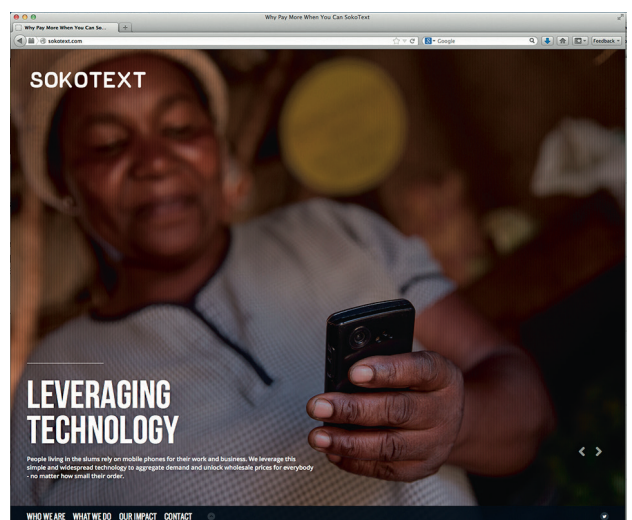 Why Pay More When You Can SokoText
Why Pay More When You Can So...
sokotext.com
Google
Feedback
SOKOTEXT
LEVERAGING
TECHNOLOGY
People living in the slums rely on mobile phones for their work and business. We leverage this
simple and widespread technology to aggregate demand and unlock wholesale prices for everybody
- no matter how small their order.
WHO WE ARE WHAT WE DO OUR IMPACT CONTACT